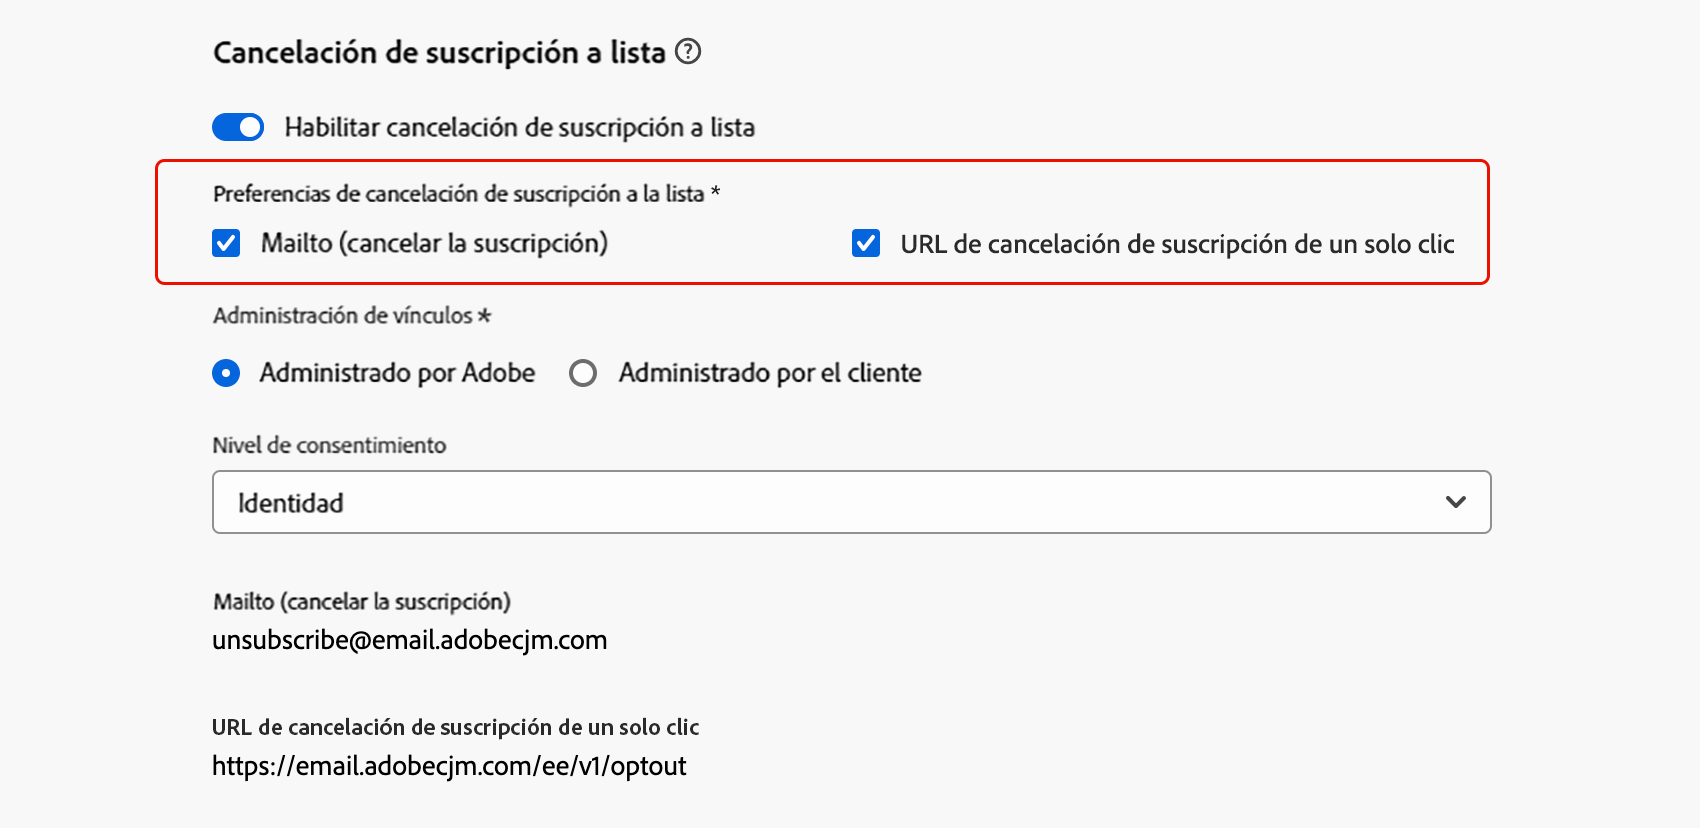 Cancelación de suscripción a lista ?
Habilitar cancelación de suscripción a lista
Preferencias de cancelación de suscripción a la lista *
Mailto (cancelar la suscripción) URL de cancelación de suscripción de un solo clic
Administración de vínculos *
Administrado por Adobe Administrado por el cliente
Nivel de consentimiento
Identidad
Mailto (cancelar la suscripción)
unsubscribe@email.adobecjm.com
URL de cancelación de suscripción de un solo clic
https://email.adobecjm.com/ee/v1/optout